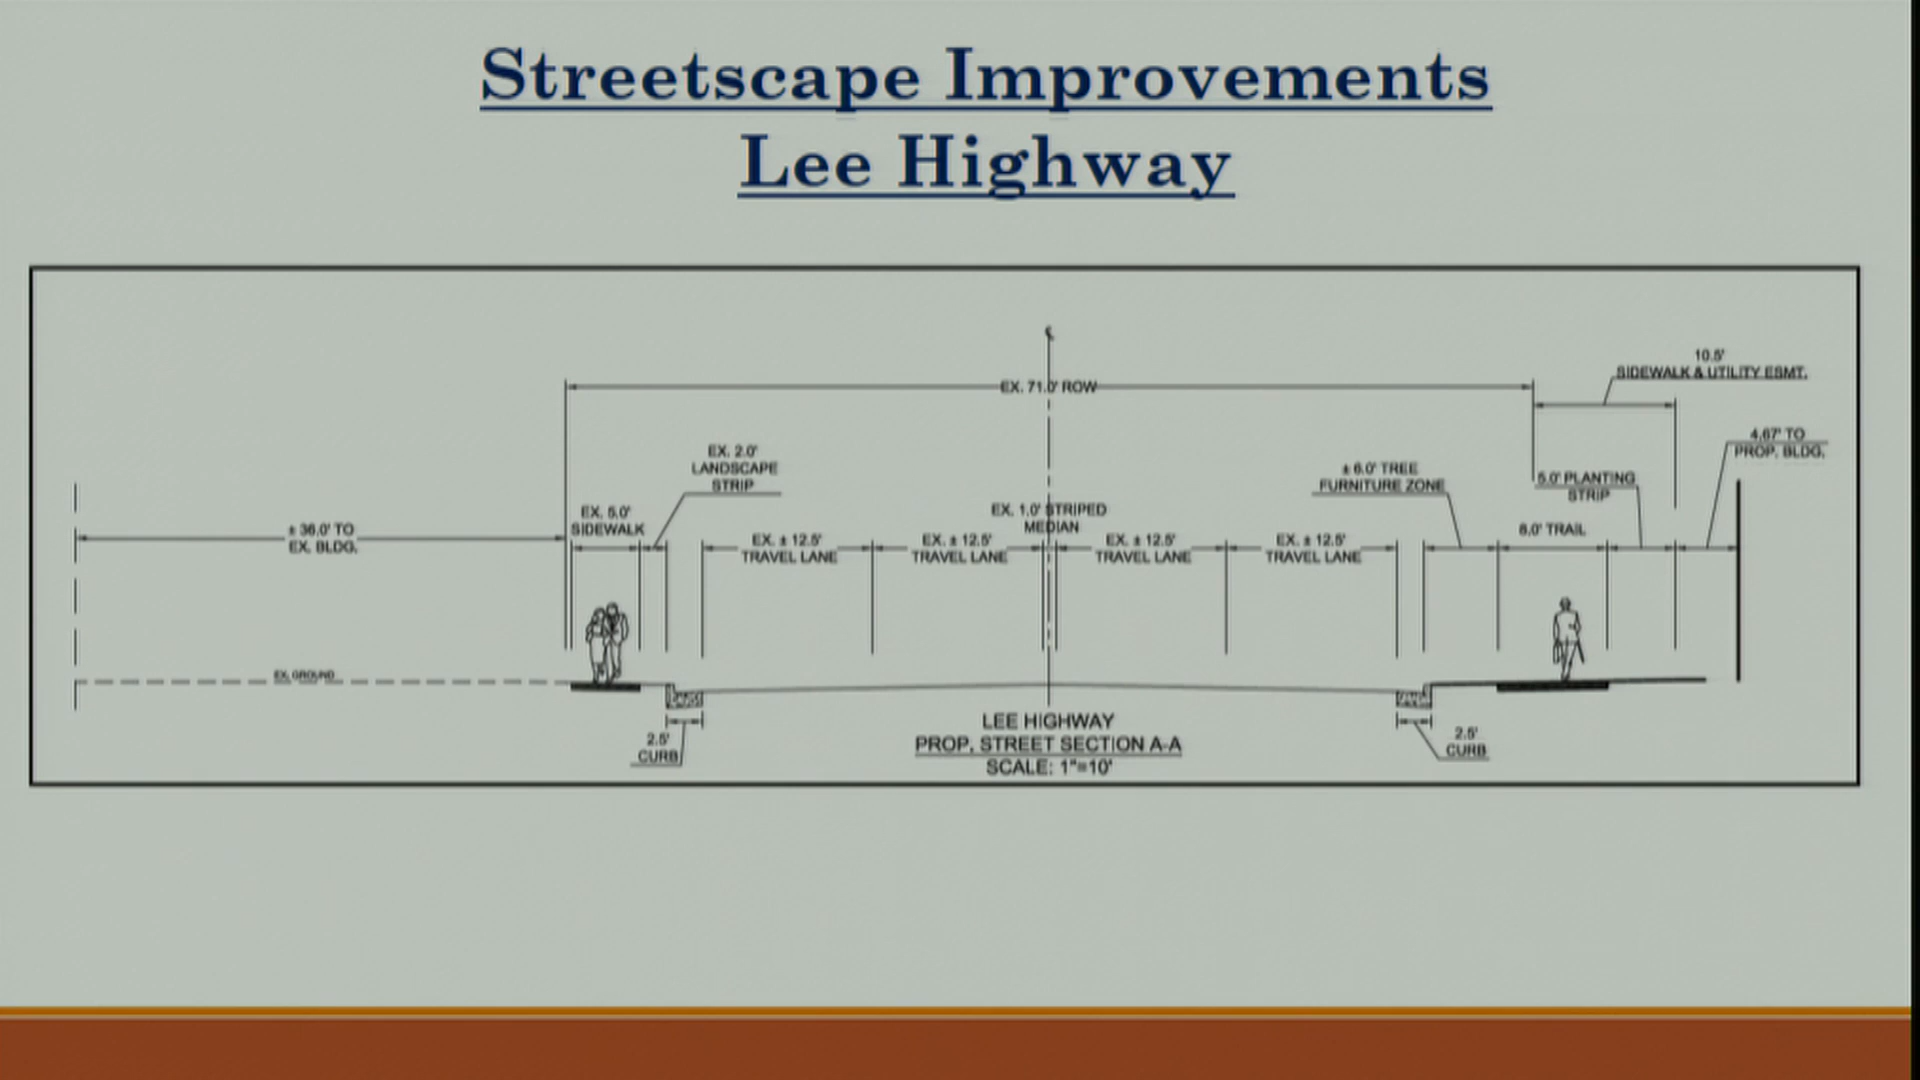 Streetscape Improvements
Lee Highway
10.5'
SIDEWALK & UTILITY ESMT.
EX. 71.0' ROW
4.67' TO
PROP. BLDG.
EX. 2.0'
LANDSCAPE
STRIP
± 6.0' TREE
FURNITURE ZONE
5.0' PLANTING
STRIP
EX. 5.0'
SIDEWALK
EX. 1.0' STRIPED
MEDIAN
± 36.0' TO
EX. BLDG.
8.0' TRAIL
EX. ± 12.5'
TRAVEL LANE
EX. ± 12.5'
TRAVEL LANE
EX. ± 12.5'
TRAVEL LANE
EX. ± 12.5'
TRAVEL LANE
EX. GROUND
2.5'
CURB
LEE HIGHWAY
PROP. STREET SECTION A-A
SCALE: 1"=10'
2.5'
CURB